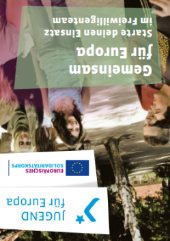 Gemeinsam
für Europa
Starte deinen Einsatz
im Freiwilligenteam
EUROPÄISCHES
SOLIDARITÄTSKORPS
JUGEND
für Europa